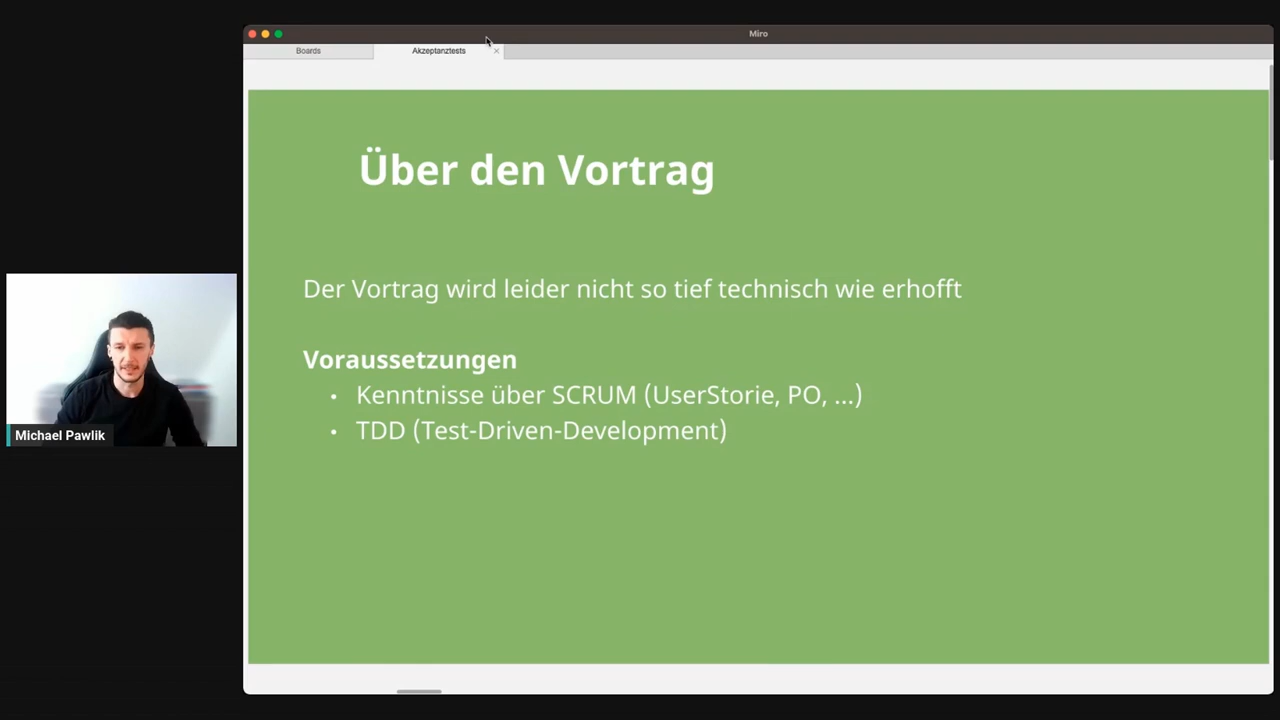 Miro
Boards
Akzeptanztests
Über den Vortrag
Der Vortrag wird leider nicht so tief technisch wie erhofft
Voraussetzungen
• Kenntnisse über SCRUM (UserStorie, PO, ...)
• TDD (Test-Driven-Development)
Michael Pawlik